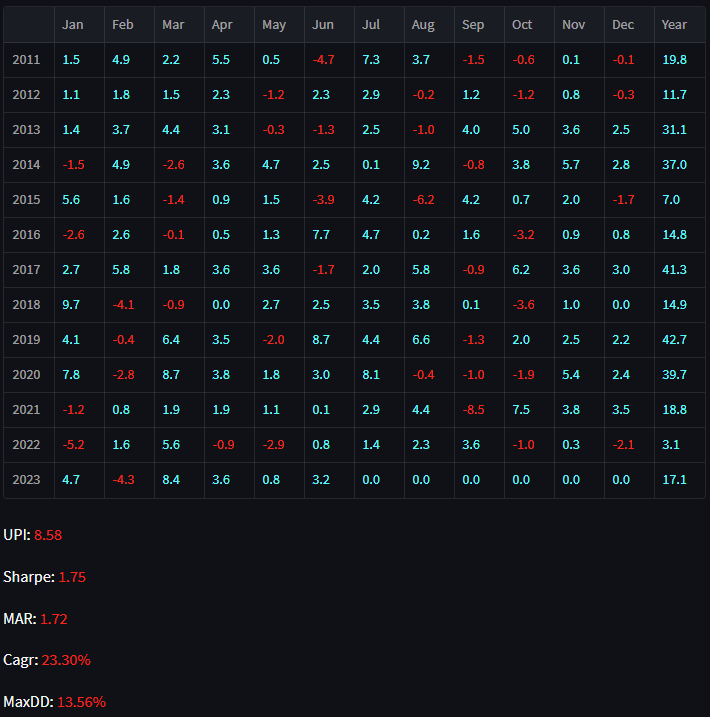 Jan Feb Mar Apr May Jun Jul Aug Sep Oct Nov Dec Year
2011 1.5 4.9 2.2 5.5 0.5 -4.7 7.3 3.7 -1.5 -0.6 0.1 -0.1 19.8
2012 1.1 1.8 1.5 2.3 -1.2 2.3 2.9 -0.2 1.2 -1.2 0.8 -0.3 11.7
2013 1.4 3.7 4.4 3.1 -0.3 -1.3 2.5 -1.0 4.0 5.0 3.6 2.5 31.1
2014 -1.5 4.9 -2.6 3.6 4.7 2.5 0.1 9.2 -0.8 3.8 5.7 2.8 37.0
2015 5.6 1.6 -1.4 0.9 1.5 -3.9 4.2 -6.2 4.2 0.7 2.0 -1.7 7.0
2016 -2.6 2.6 -0.1 0.5 1.3 7.7 4.7 0.2 1.6 -3.2 0.9 0.8 14.8
2017 2.7 5.8 1.8 3.6 3.6 -1.7 2.0 5.8 -0.9 6.2 3.6 3.0 41.3
2018 9.7 -4.1 -0.9 0.0 2.7 2.5 3.5 3.8 0.1 -3.6 1.0 0.0 14.9
2019 4.1 -0.4 6.4 3.5 -2.0 8.7 4.4 6.6 -1.3 2.0 2.5 2.2 42.7
2020 7.8 -2.8 8.7 3.8 1.8 3.0 8.1 -0.4 -1.0 -1.9 5.4 2.4 39.7
2021 -1.2 0.8 1.9 1.9 1.1 0.1 2.9 4.4 -8.5 7.5 3.8 3.5 18.8
2022 -5.2 1.6 5.6 -0.9 -2.9 0.8 1.4 2.3 3.6 -1.0 0.3 -2.1 3.1
2023 4.7 -4.3 8.4 3.6 0.8 3.2 0.0 0.0 0.0 0.0 0.0 0.0 17.1
UPI: 8.58
Sharpe: 1.75
MAR: 1.72
Cagr: 23.30%
MaxDD: 13.56%